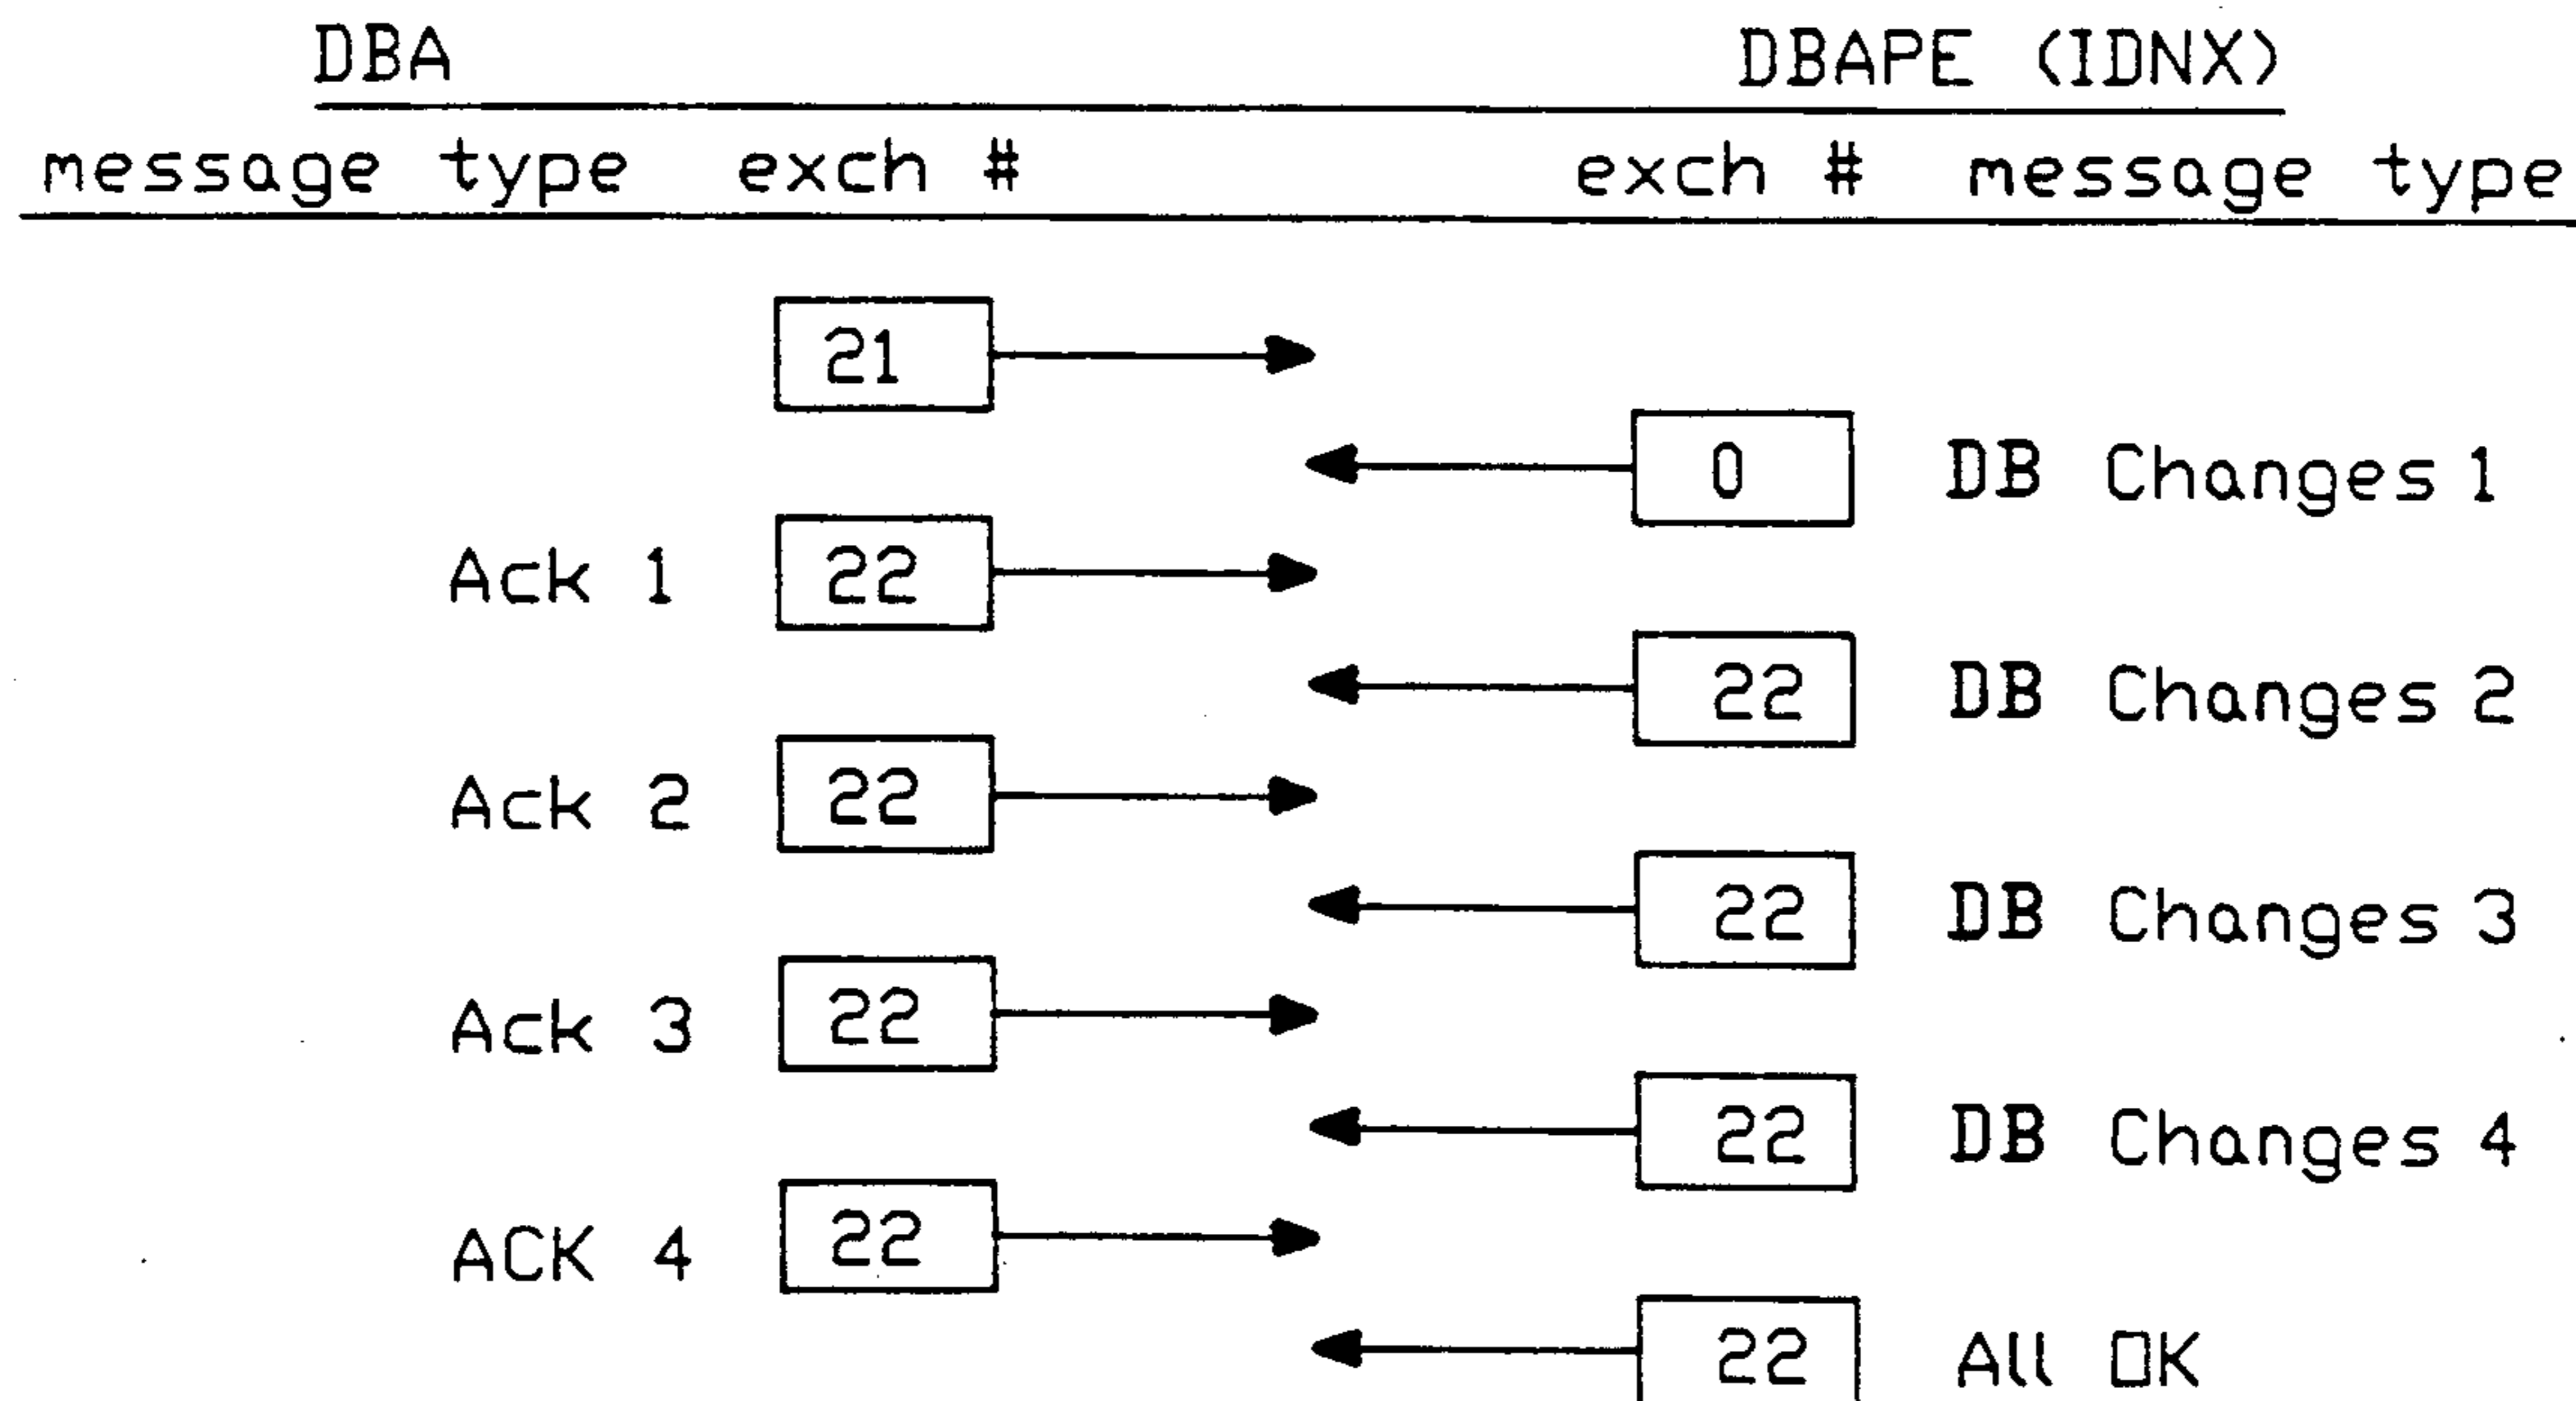 DBA DBAPE (IDNX)
message type exch # exch # message type
21
0 DB Changes 1
Ack 1 22
22 DB Changes 2
Ack 2 22
22 DB Changes 3
Ack 3 22
22 DB Changes 4
ACK 4 22
22 All OK